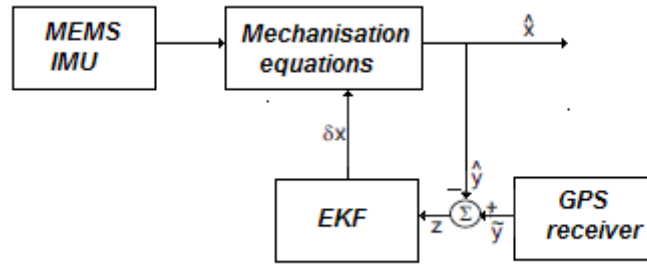 MEMS
IMU
Mechanisation
equations
x̂
δx
ŷ
−
+
Σ
z
ỹ
EKF
GPS
receiver